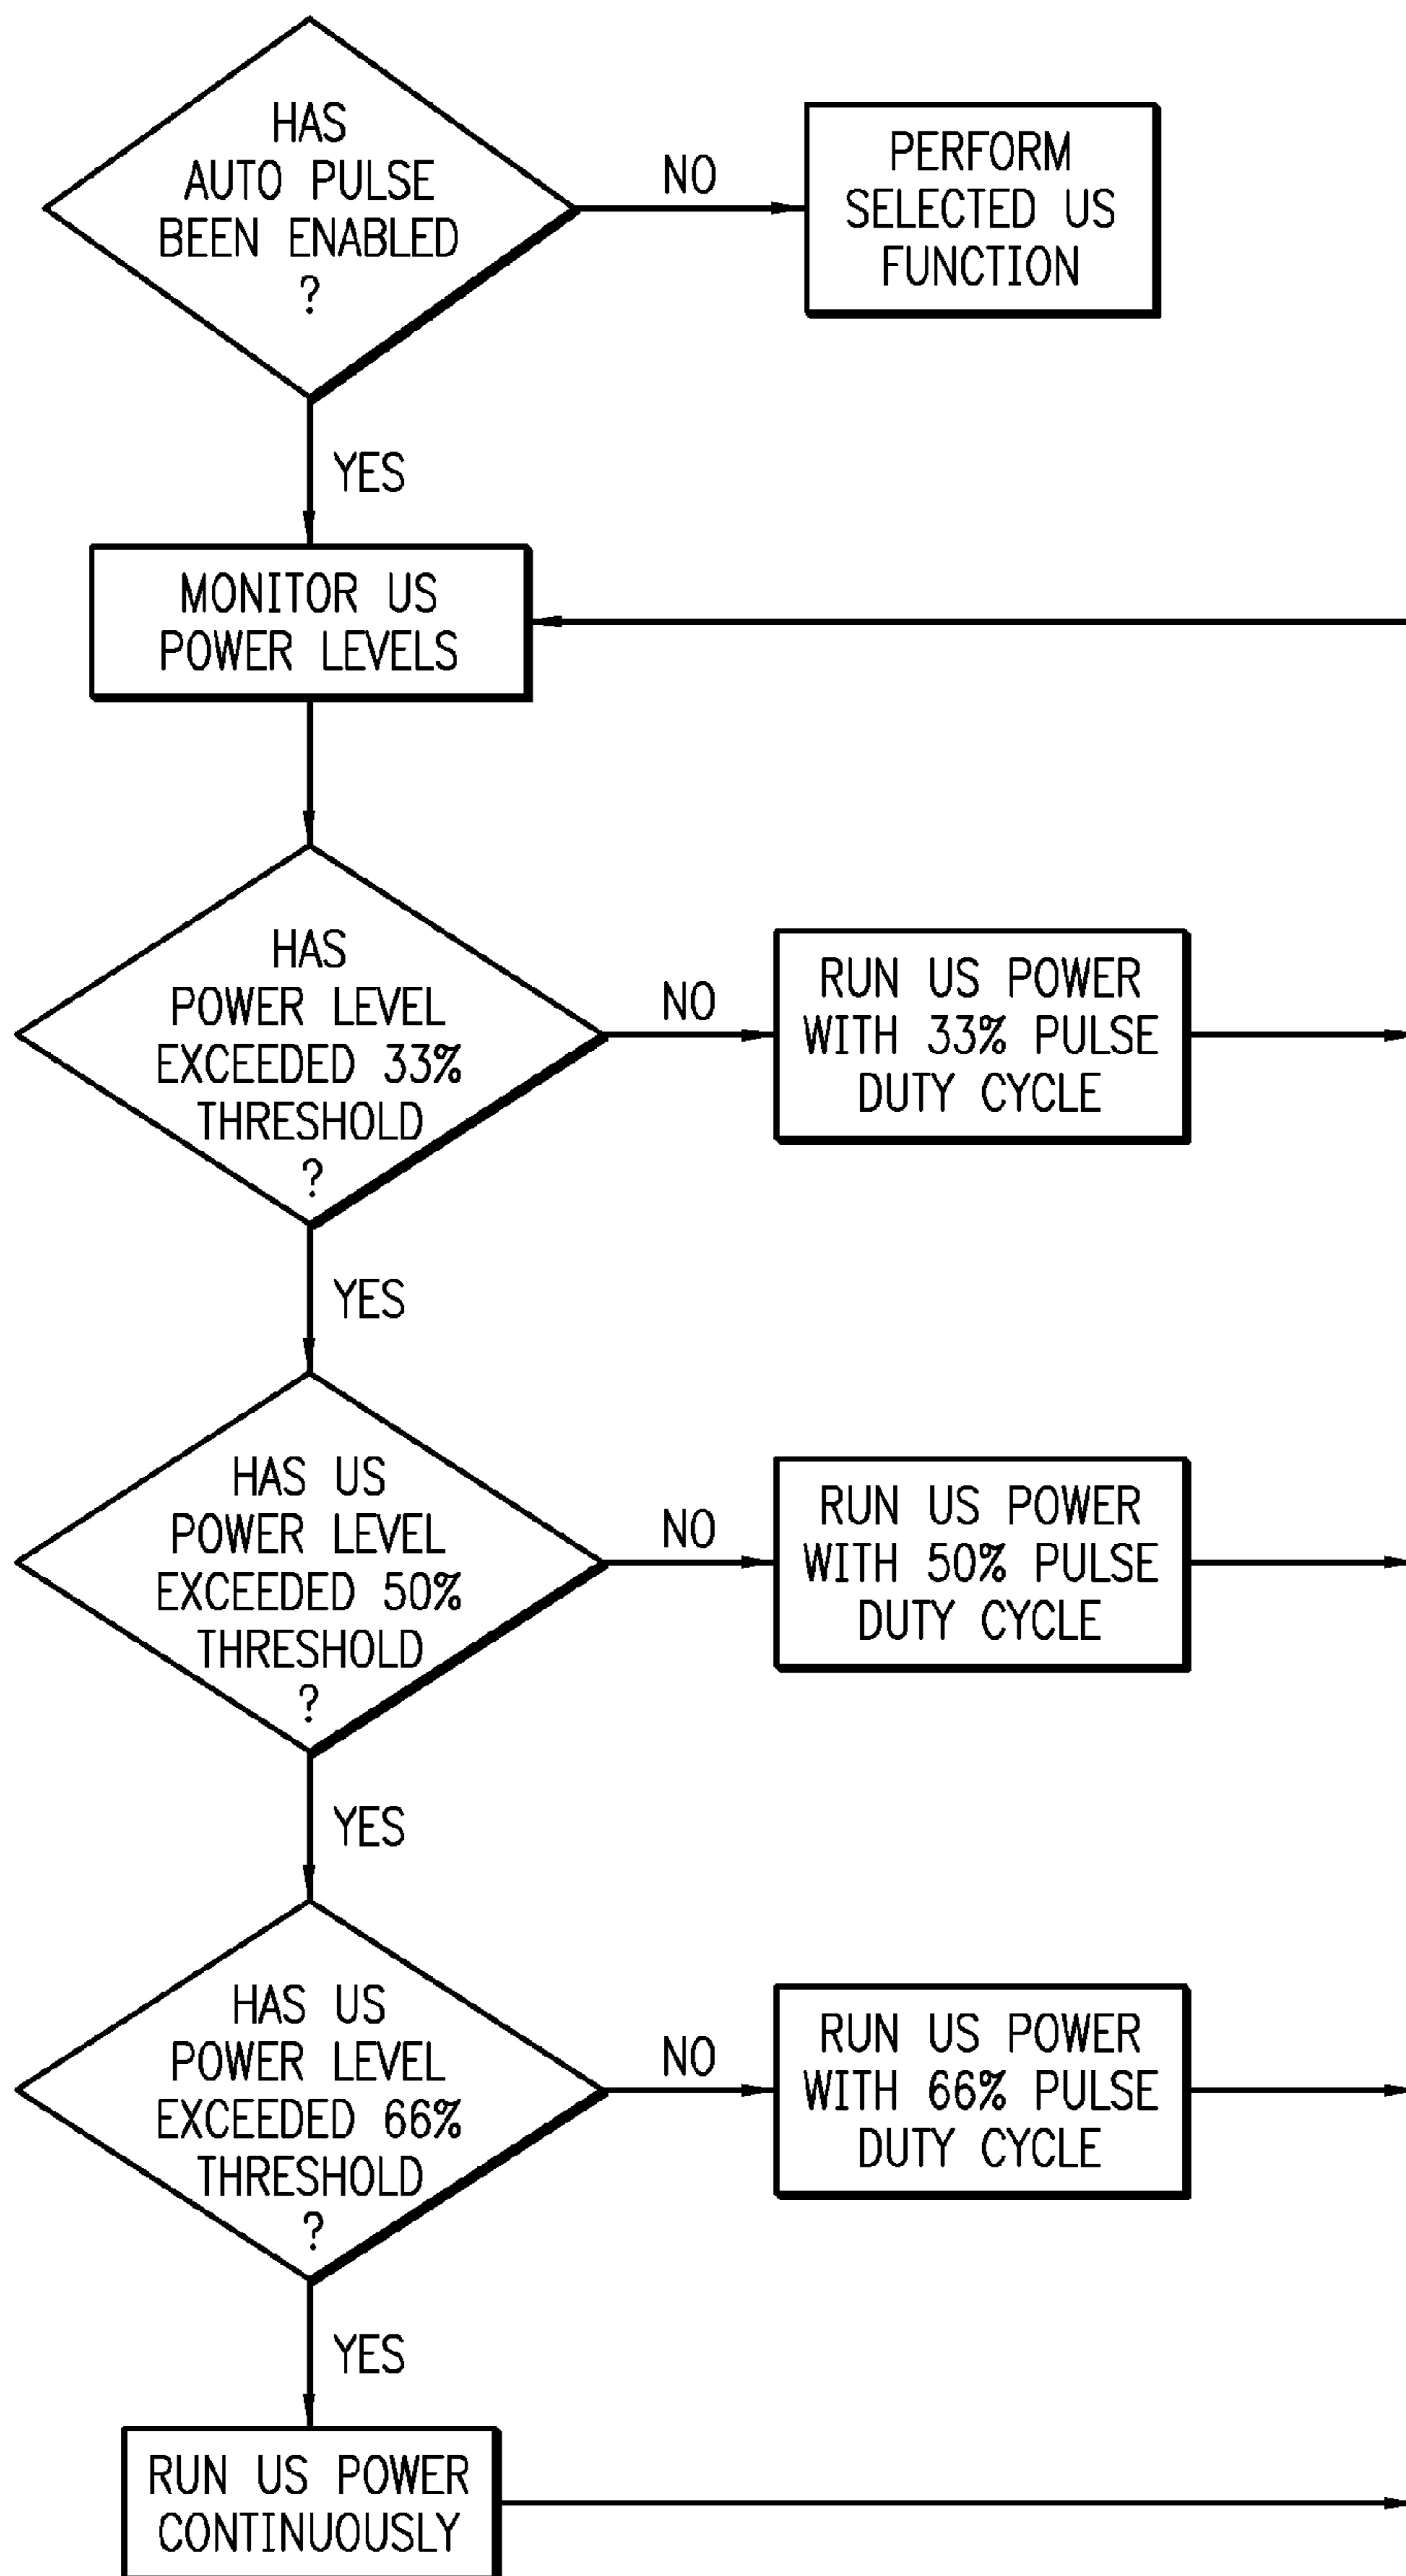 HAS
AUTO PULSE
BEEN ENABLED
?
NO
PERFORM
SELECTED US
FUNCTION
YES
MONITOR US
POWER LEVELS
HAS
POWER LEVEL
EXCEEDED 33%
THRESHOLD
?
NO
RUN US POWER
WITH 33% PULSE
DUTY CYCLE
YES
HAS US
POWER LEVEL
EXCEEDED 50%
THRESHOLD
?
NO
RUN US POWER
WITH 50% PULSE
DUTY CYCLE
YES
HAS US
POWER LEVEL
EXCEEDED 66%
THRESHOLD
?
NO
RUN US POWER
WITH 66% PULSE
DUTY CYCLE
YES
RUN US POWER
CONTINUOUSLY